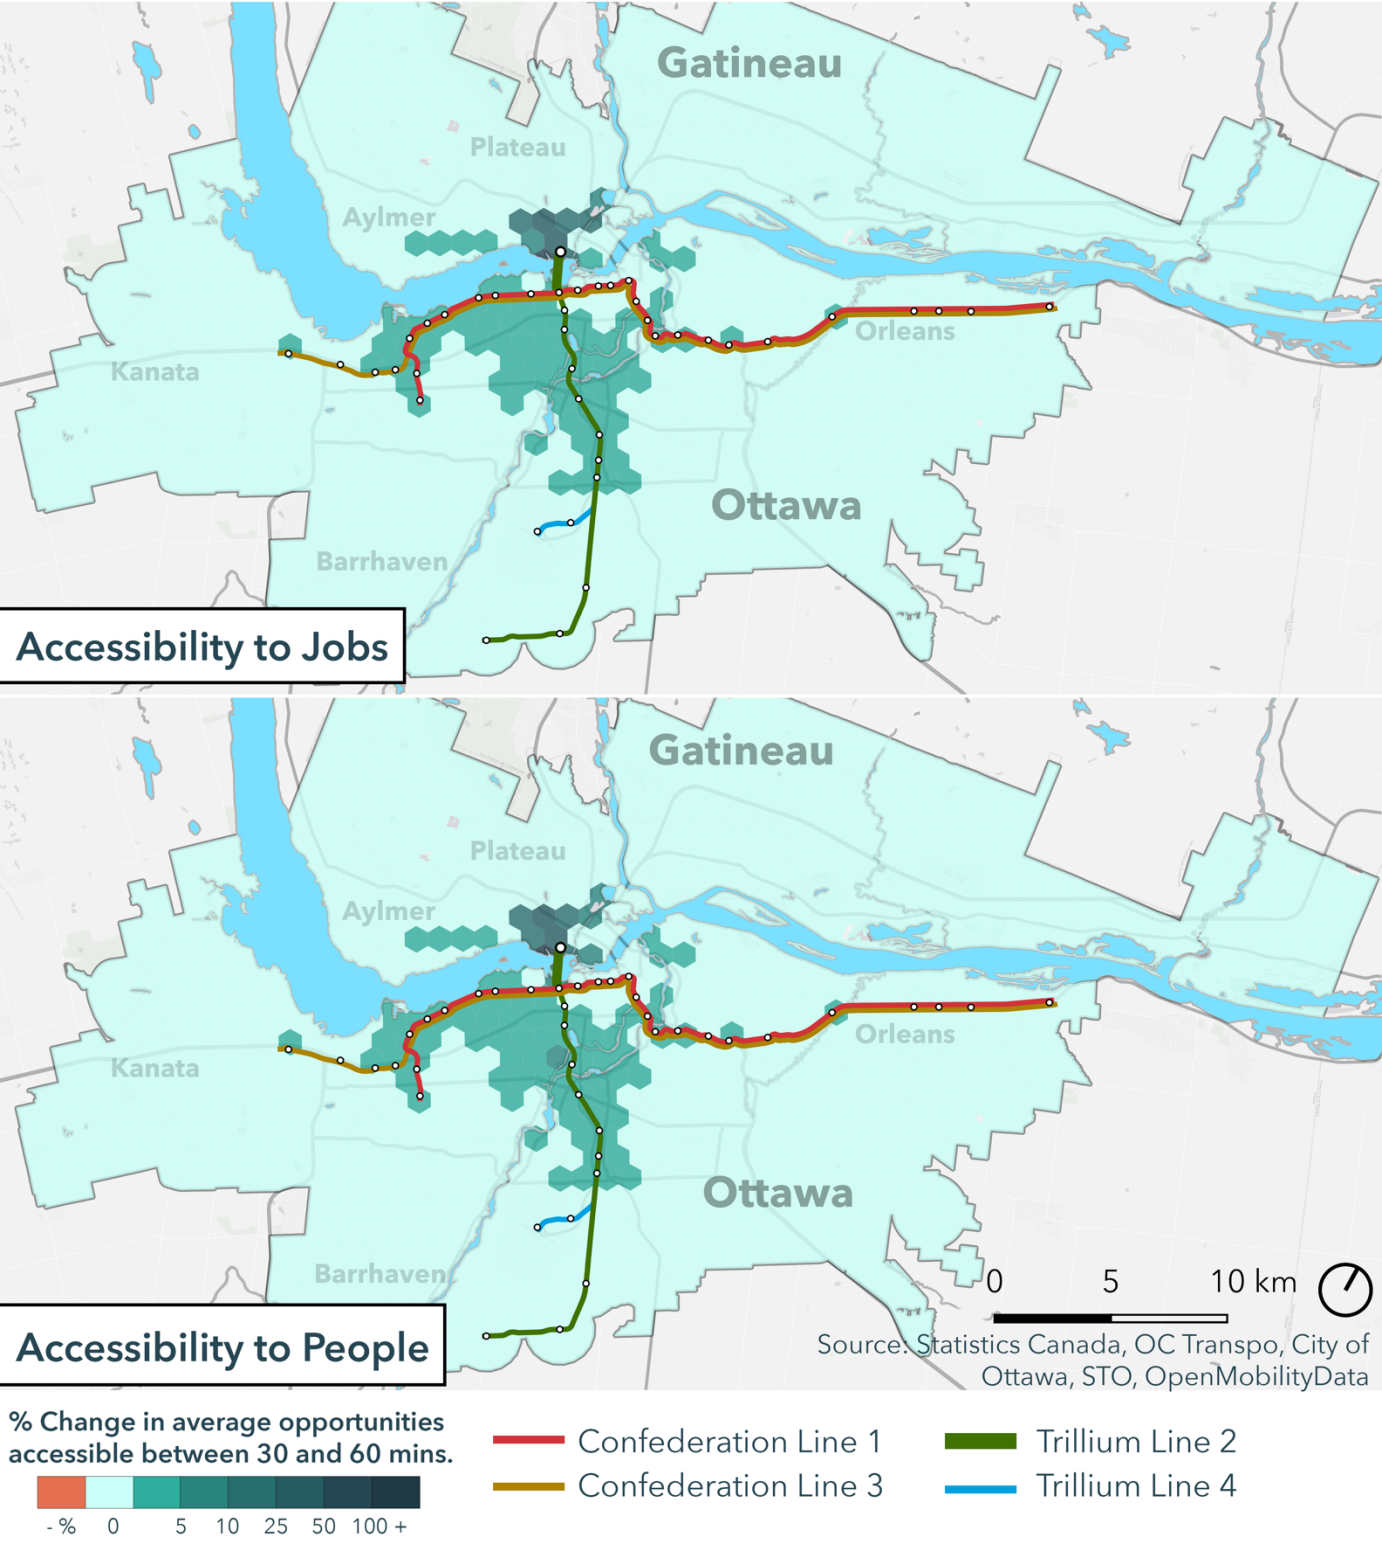 Gatineau
Plateau
Aylmer
Orleans
Kanata
Ottawa
Barrhaven
Accessibility to Jobs
Gatineau
Plateau
Aylmer
Orleans
Kanata
Ottawa
Barrhaven
0 5 10 km
Accessibility to People
Source: Statistics Canada, OC Transpo, City of
Ottawa, STO, OpenMobilityData
% Change in average opportunities
accessible between 30 and 60 mins.
- % 0 5 10 25 50 100 +
Confederation Line 1
Confederation Line 3
Trillium Line 2
Trillium Line 4